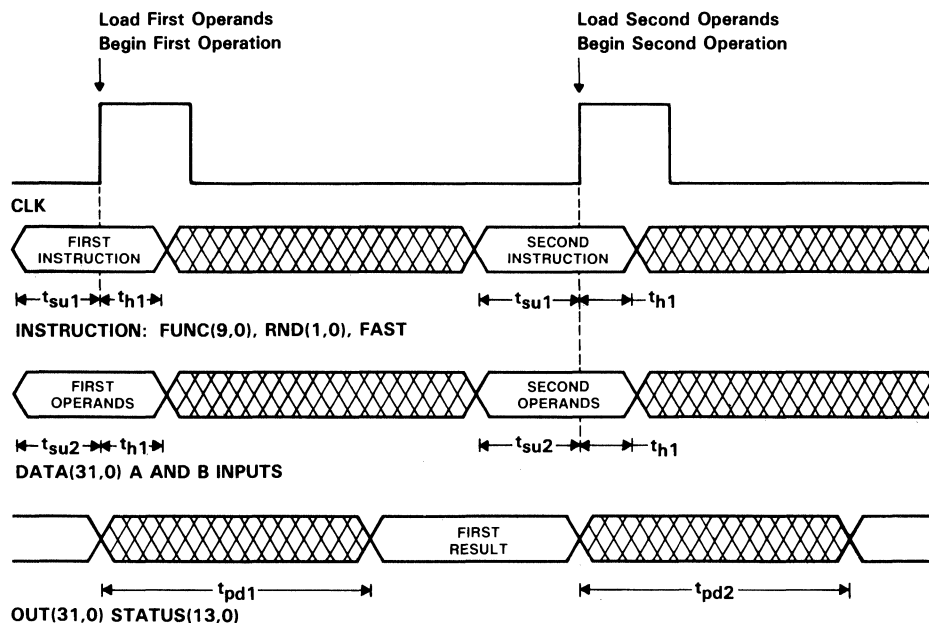 Load First Operands
Begin First Operation
Load Second Operands
Begin Second Operation
CLK
FIRST
INSTRUCTION
SECOND
INSTRUCTION
tsu1
th1
tsu1
th1
INSTRUCTION: FUNC(9,0), RND(1,0), FAST
FIRST
OPERANDS
SECOND
OPERANDS
tsu2
th1
tsu2
th1
DATA(31,0) A AND B INPUTS
FIRST
RESULT
tpd1
tpd2
OUT(31,0) STATUS(13,0)